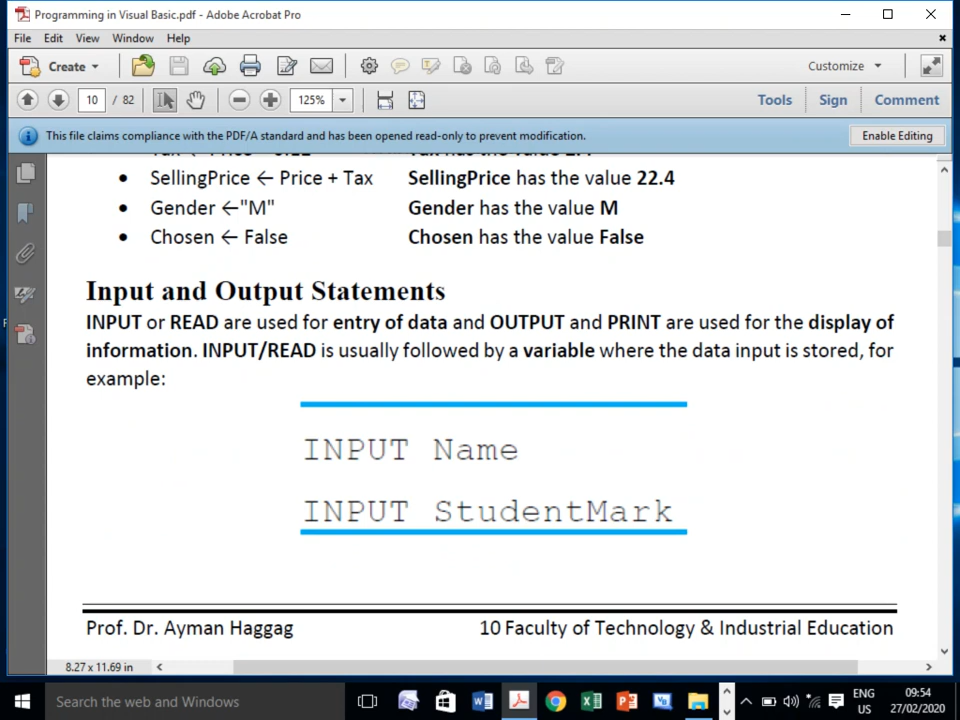 Programming in Visual Basic.pdf - Adobe Acrobat Pro
File Edit View Window Help
Create Customize
10 / 82 125% Tools Sign Comment
This file claims compliance with the PDF/A standard and has been opened read-only to prevent modification. Enable Editing
• SellingPrice ← Price + Tax SellingPrice has the value 22.4
• Gender ←"M" Gender has the value M
• Chosen ← False Chosen has the value False
Input and Output Statements
INPUT or READ are used for entry of data and OUTPUT and PRINT are used for the display of
information. INPUT/READ is usually followed by a variable where the data input is stored, for
example:
INPUT Name
INPUT StudentMark
Prof. Dr. Ayman Haggag 10 Faculty of Technology & Industrial Education
8.27 x 11.69 in
Search the web and Windows
ENG 09:54
US 27/02/2020